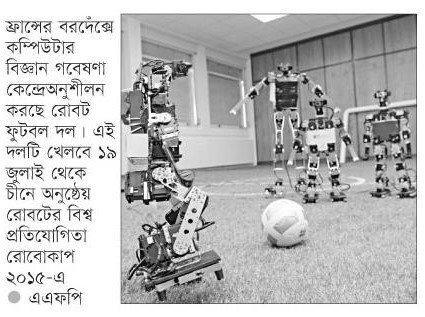 ফ্রান্সের বরদেঁক্সে
কম্পিউটার
বিজ্ঞান গবেষণা
কেন্দ্রেঅনুশীলন
করছে রোবট
ফুটবল দল। এই
দলটি খেলবে ১৯
জুলাই থেকে
চীনে অনুষ্ঠেয়
রোবটের বিশ্ব
প্রতিযোগিতা
রোবোকাপ
২০১৫-এ
● এএফপি